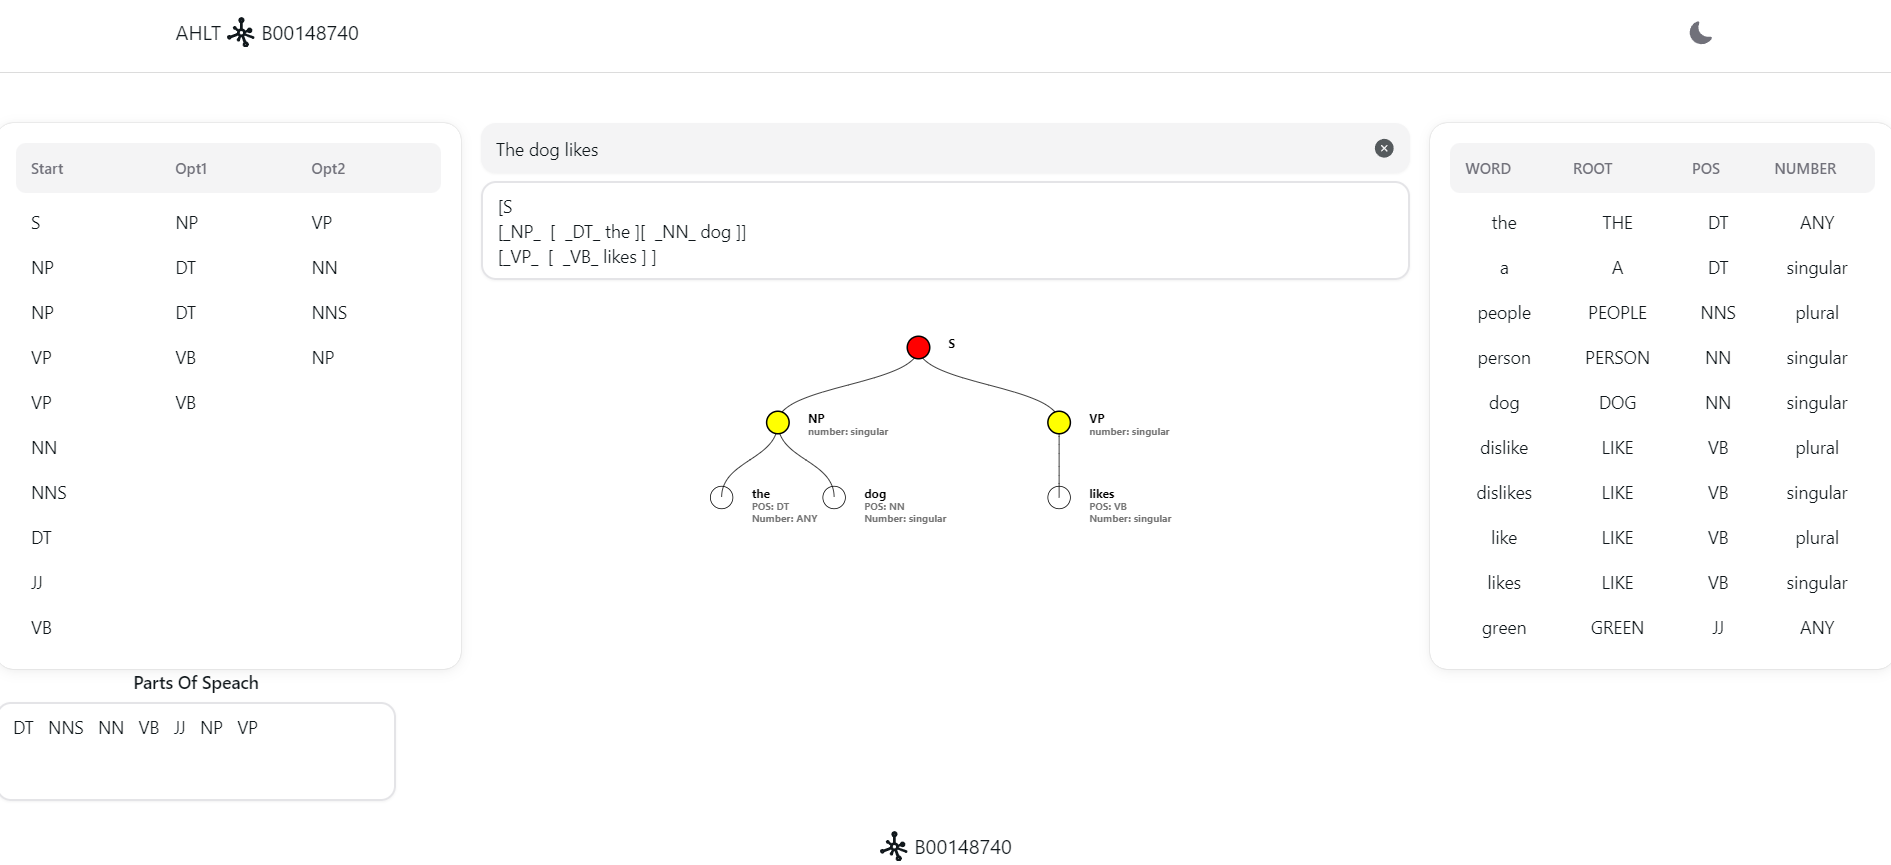 AHLT B00148740
Start Opt1 Opt2
S NP VP
NP DT NN
NP DT NNS
VP VB NP
VP VB
NN
NNS
DT
JJ
VB
Parts Of Speach
DT NNS NN VB JJ NP VP
The dog likes
[S
[_NP_ [ _DT_ the ][ _NN_ dog ]]
[_VP_ [ _VB_ likes ] ]
S
NP
number: singular
VP
number: singular
the
POS: DT
Number: ANY
dog
POS: NN
Number: singular
likes
POS: VB
Number: singular
WORD ROOT POS NUMBER
the THE DT ANY
a A DT singular
people PEOPLE NNS plural
person PERSON NN singular
dog DOG NN singular
dislike LIKE VB plural
dislikes LIKE VB singular
like LIKE VB plural
likes LIKE VB singular
green GREEN JJ ANY
B00148740